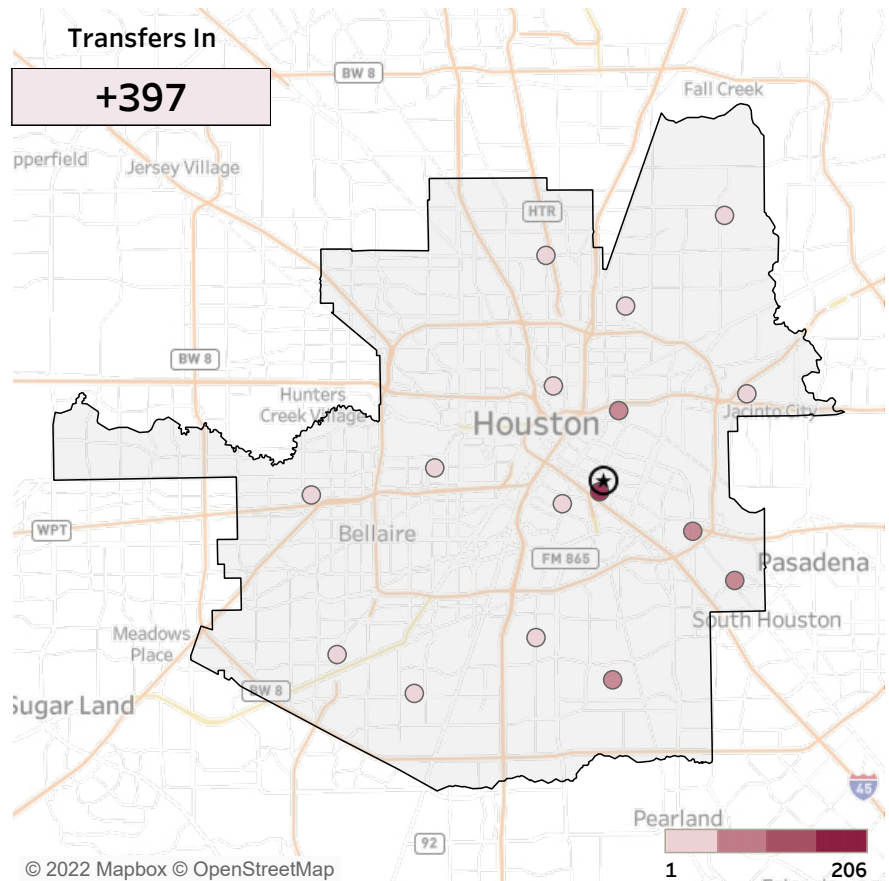 Transfers In
+397
BW 8
Fall Creek
pperfield
Jersey Village
HTR
BW 8
Hunters
Creek Village
Jacinto City
Houston
WPT
Bellaire
FM 865
Pasadena
South Houston
Meadows
Place
BW 8
Sugar Land
45
Pearland
92
1
206
© 2022 Mapbox © OpenStreetMap